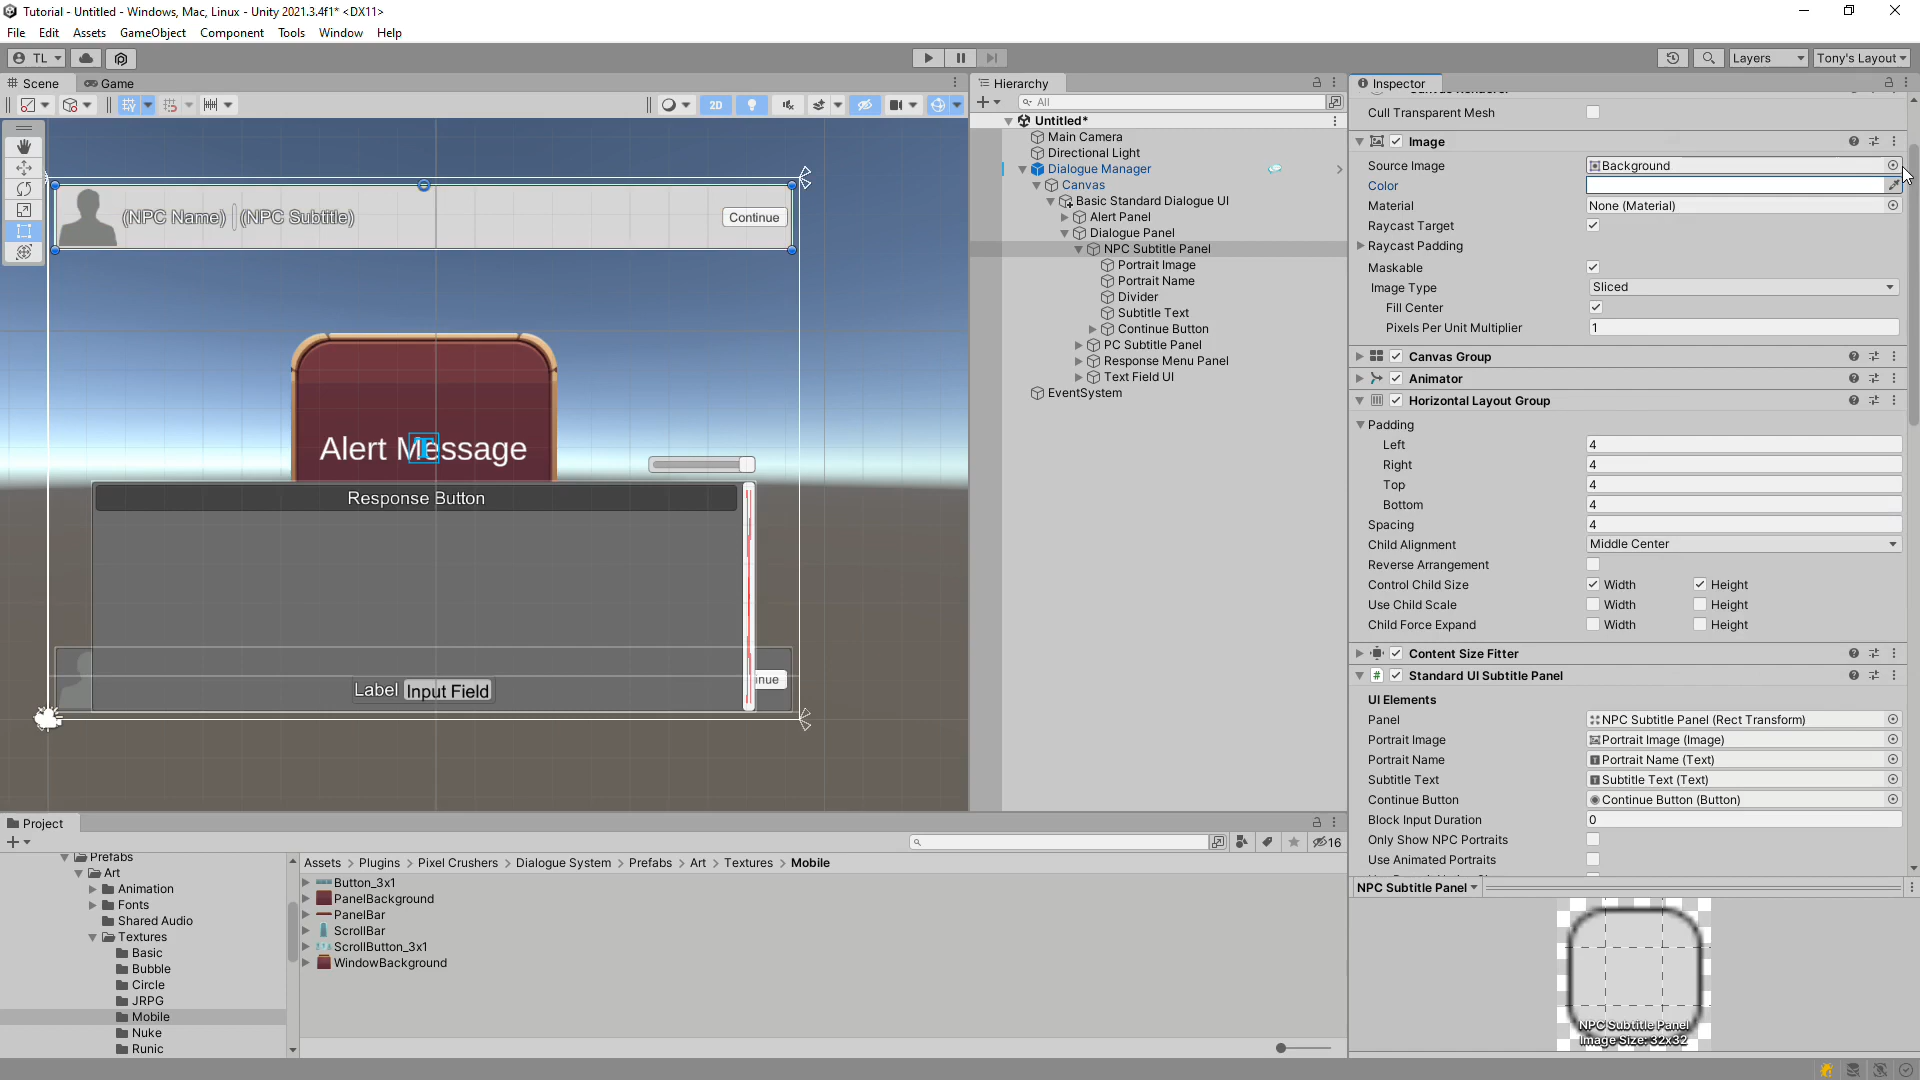 Tutorial - Untitled - Windows, Mac, Linux - Unity 2021.3.4f1* <DX11>
File Edit Assets GameObject Component Tools Window Help
TL Layers Tony's Layout
Scene Game
2D
(NPC Name) (NPC Subtitle) Continue
Alert Message
Response Button
nue
Label Input Field
Hierarchy
All
Untitled*
Main Camera
Directional Light
Dialogue Manager
Canvas
Basic Standard Dialogue UI
Alert Panel
Dialogue Panel
NPC Subtitle Panel
Portrait Image
Portrait Name
Divider
Subtitle Text
Continue Button
PC Subtitle Panel
Response Menu Panel
Text Field UI
EventSystem
Inspector
Cull Transparent Mesh
Image
Source Image Background
Color
Material None (Material)
Raycast Target
Raycast Padding
Maskable
Image Type Sliced
Fill Center
Pixels Per Unit Multiplier 1
Canvas Group
Animator
Horizontal Layout Group
Padding
Left 4
Right 4
Top 4
Bottom 4
Spacing 4
Child Alignment Middle Center
Reverse Arrangement
Control Child Size Width Height
Use Child Scale Width Height
Child Force Expand Width Height
Content Size Fitter
Standard UI Subtitle Panel
UI Elements
Panel NPC Subtitle Panel (Rect Transform)
Portrait Image Portrait Image (Image)
Portrait Name Portrait Name (Text)
Subtitle Text Subtitle Text (Text)
Continue Button Continue Button (Button)
Block Input Duration 0
Only Show NPC Portraits
Use Animated Portraits
NPC Subtitle Panel
NPC Subtitle Panel
Image Size: 32x32
Project
16
Prefabs
Art
Animation
Fonts
Shared Audio
Textures
Basic
Bubble
Circle
JRPG
Mobile
Nuke
Runic
Assets > Plugins > Pixel Crushers > Dialogue System > Prefabs > Art > Textures > Mobile
Button_3x1
PanelBackground
PanelBar
ScrollBar
ScrollButton_3x1
WindowBackground